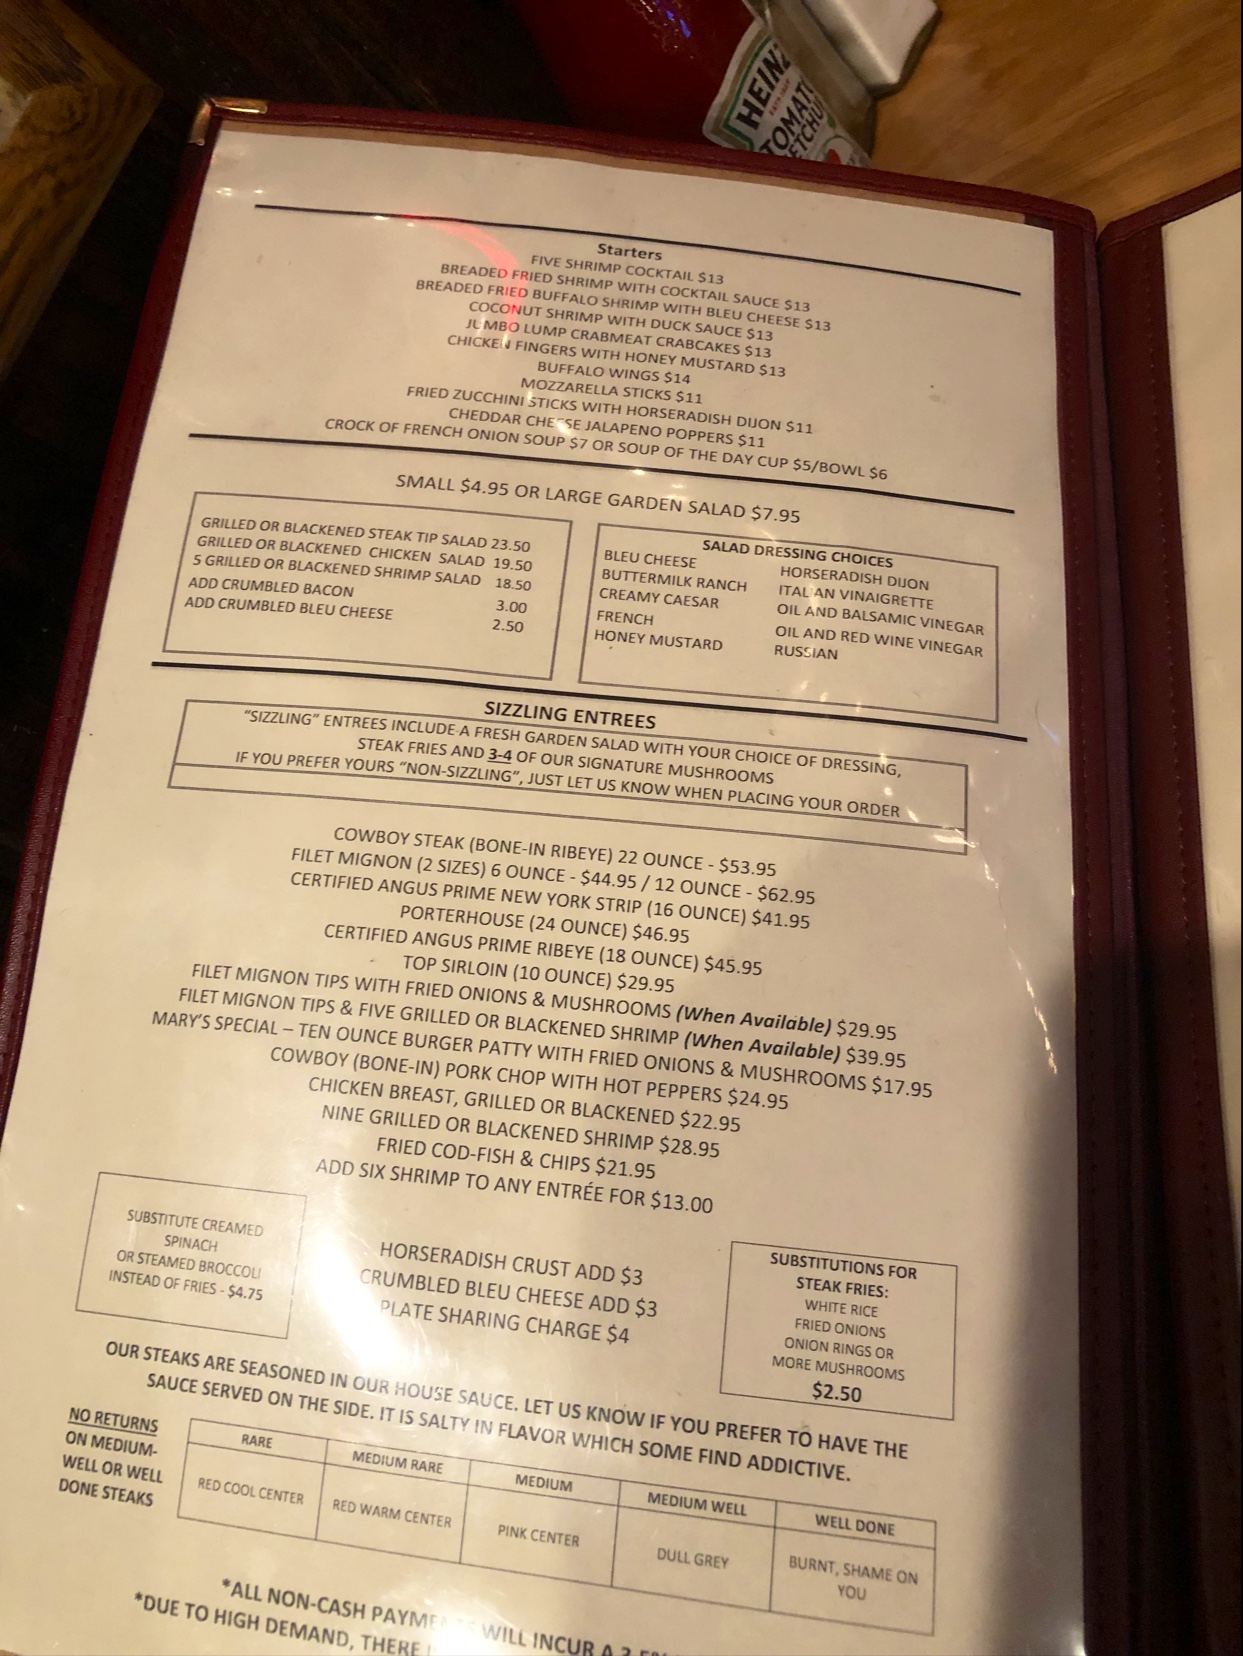 HEINZ
TOMATO
KETCHUP
Starters
FIVE SHRIMP COCKTAIL $13
BREADED FRIED SHRIMP WITH COCKTAIL SAUCE $13
BREADED FRIED BUFFALO SHRIMP WITH BLEU CHEESE $13
COCONUT SHRIMP WITH DUCK SAUCE $13
JUMBO LUMP CRABMEAT CRABCAKES $13
CHICKEN FINGERS WITH HONEY MUSTARD $13
BUFFALO WINGS $14
MOZZARELLA STICKS $11
FRIED ZUCCHINI STICKS WITH HORSERADISH DIJON $11
CHEDDAR CHEESE JALAPENO POPPERS $11
CROCK OF FRENCH ONION SOUP $7 OR SOUP OF THE DAY CUP $5/BOWL $6
SMALL $4.95 OR LARGE GARDEN SALAD $7.95
GRILLED OR BLACKENED STEAK TIP SALAD 23.50
GRILLED OR BLACKENED CHICKEN SALAD 19.50
5 GRILLED OR BLACKENED SHRIMP SALAD 18.50
ADD CRUMBLED BACON 3.00
ADD CRUMBLED BLEU CHEESE 2.50
SALAD DRESSING CHOICES
BLEU CHEESE HORSERADISH DIJON
BUTTERMILK RANCH ITALIAN VINAIGRETTE
CREAMY CAESAR OIL AND BALSAMIC VINEGAR
FRENCH OIL AND RED WINE VINEGAR
HONEY MUSTARD RUSSIAN
SIZZLING ENTREES
"SIZZLING" ENTREES INCLUDE A FRESH GARDEN SALAD WITH YOUR CHOICE OF DRESSING,
STEAK FRIES AND 3-4 OF OUR SIGNATURE MUSHROOMS
IF YOU PREFER YOURS "NON-SIZZLING", JUST LET US KNOW WHEN PLACING YOUR ORDER
COWBOY STEAK (BONE-IN RIBEYE) 22 OUNCE - $53.95
FILET MIGNON (2 SIZES) 6 OUNCE - $44.95 / 12 OUNCE - $62.95
CERTIFIED ANGUS PRIME NEW YORK STRIP (16 OUNCE) $41.95
PORTERHOUSE (24 OUNCE) $46.95
CERTIFIED ANGUS PRIME RIBEYE (18 OUNCE) $45.95
TOP SIRLOIN (10 OUNCE) $29.95
FILET MIGNON TIPS WITH FRIED ONIONS & MUSHROOMS (When Available) $29.95
FILET MIGNON TIPS & FIVE GRILLED OR BLACKENED SHRIMP (When Available) $39.95
MARY'S SPECIAL – TEN OUNCE BURGER PATTY WITH FRIED ONIONS & MUSHROOMS $17.95
COWBOY (BONE-IN) PORK CHOP WITH HOT PEPPERS $24.95
CHICKEN BREAST, GRILLED OR BLACKENED $22.95
NINE GRILLED OR BLACKENED SHRIMP $28.95
FRIED COD-FISH & CHIPS $21.95
ADD SIX SHRIMP TO ANY ENTRÉE FOR $13.00
SUBSTITUTE CREAMED
SPINACH
OR STEAMED BROCCOLI
INSTEAD OF FRIES - $4.75
HORSERADISH CRUST ADD $3
CRUMBLED BLEU CHEESE ADD $3
PLATE SHARING CHARGE $4
SUBSTITUTIONS FOR
STEAK FRIES:
WHITE RICE
FRIED ONIONS
ONION RINGS OR
MORE MUSHROOMS
$2.50
OUR STEAKS ARE SEASONED IN OUR HOUSE SAUCE. LET US KNOW IF YOU PREFER TO HAVE THE
SAUCE SERVED ON THE SIDE. IT IS SALTY IN FLAVOR WHICH SOME FIND ADDICTIVE.
NO RETURNS
ON MEDIUM-
WELL OR WELL
DONE STEAKS
RARE MEDIUM RARE MEDIUM MEDIUM WELL WELL DONE
RED COOL CENTER RED WARM CENTER PINK CENTER DULL GREY BURNT, SHAME ON
YOU
*ALL NON-CASH PAYMENTS WILL INCUR A
*DUE TO HIGH DEMAND, THERE